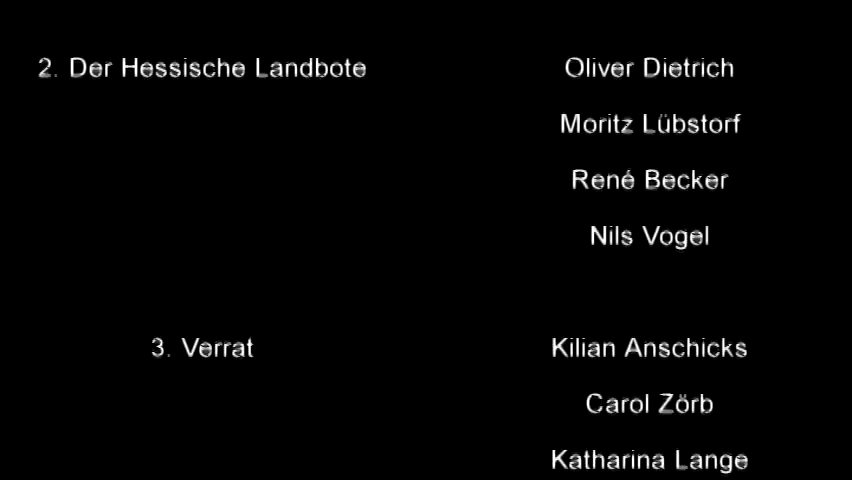 2. Der Hessische Landbote Oliver Dietrich
Moritz Lübstorf
René Becker
Nils Vogel
3. Verrat Kilian Anschicks
Carol Zörb
Katharina Lange